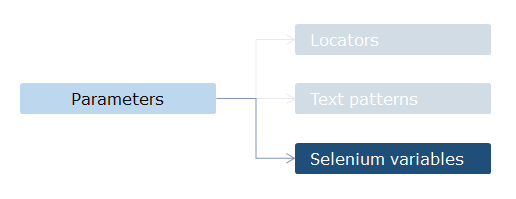 Locators
Parameters
Text patterns
Selenium variables